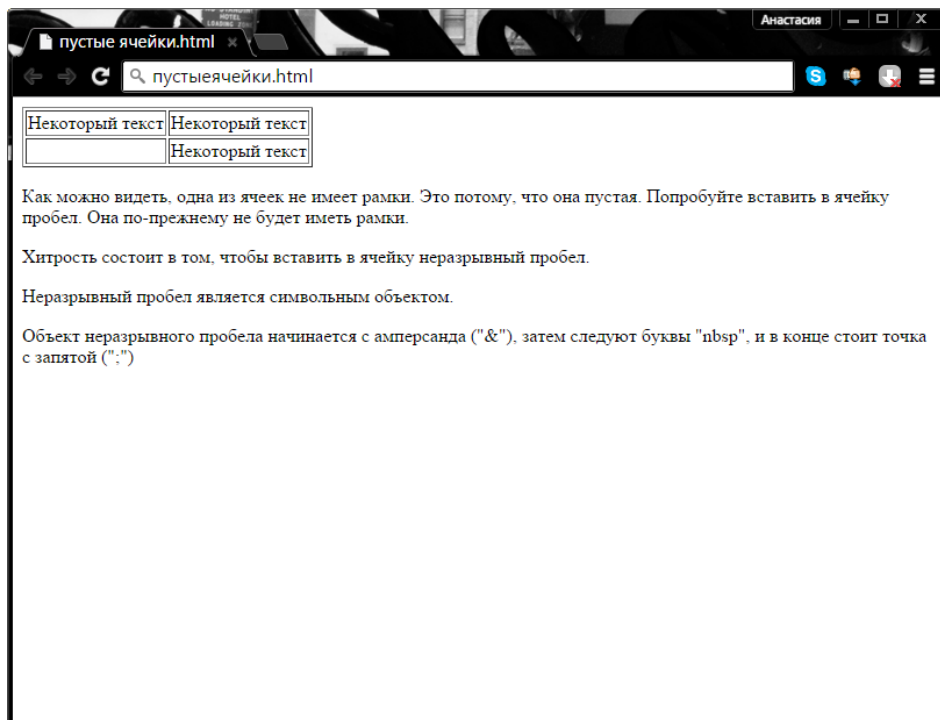 HOTEL
LOADING ZONE
Анастасия
пустые ячейки.html
пустыеячейки.html
Некоторый текст Некоторый текст
Некоторый текст
Как можно видеть, одна из ячеек не имеет рамки. Это потому, что она пустая. Попробуйте вставить в ячейку
пробел. Она по-прежнему не будет иметь рамки.
Хитрость состоит в том, чтобы вставить в ячейку неразрывный пробел.
Неразрывный пробел является символьным объектом.
Объект неразрывного пробела начинается с амперсанда ("&"), затем следуют буквы "nbsp", и в конце стоит точка
с запятой (";")